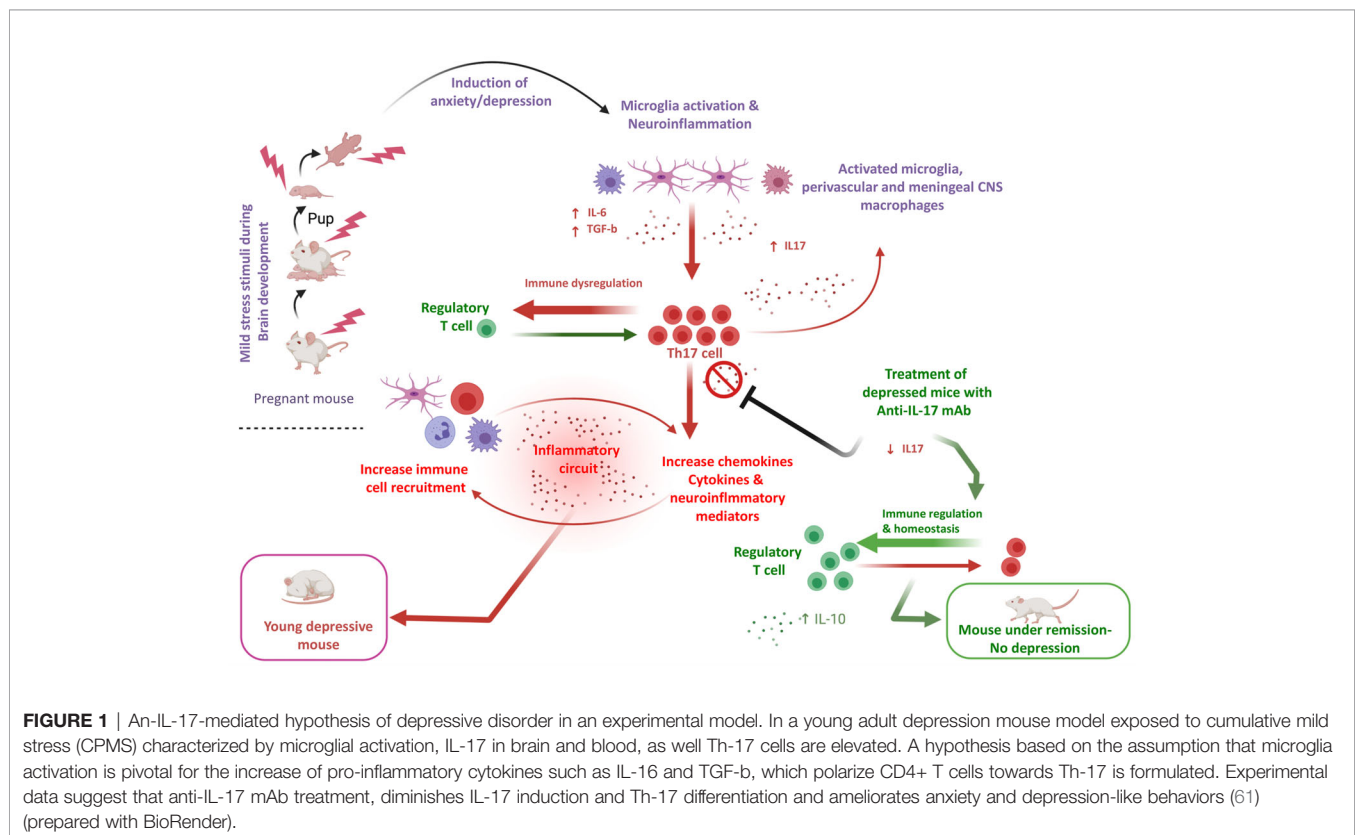 Induction of
anxiety/depression
Microglia activation &
Neuroinflammation
Activated microglia,
perivascular and meningeal CNS
macrophages
Mild stress stimuli during
Brain development
Pup
↑ IL-6
↑ TGF-b
↑ IL17
Immune dysregulation
Regulatory
T cell
Th17 cell
Treatment of
depressed mice with
Anti-IL-17 mAb
Pregnant mouse
↓ IL17
Inflammatory
circuit
Increase immune
cell recruitment
Increase chemokines
Cytokines &
neuroinflmmatory
mediators
Immune regulation
& homeostasis
Regulatory
T cell
↑ IL-10
Young depressive
mouse
Mouse under remission-
No depression
FIGURE 1 | An-IL-17-mediated hypothesis of depressive disorder in an experimental model. In a young adult depression mouse model exposed to cumulative mild
stress (CPMS) characterized by microglial activation, IL-17 in brain and blood, as well Th-17 cells are elevated. A hypothesis based on the assumption that microglia
activation is pivotal for the increase of pro-inflammatory cytokines such as IL-16 and TGF-b, which polarize CD4+ T cells towards Th-17 is formulated. Experimental
data suggest that anti-IL-17 mAb treatment, diminishes IL-17 induction and Th-17 differentiation and ameliorates anxiety and depression-like behaviors (61)
(prepared with BioRender).